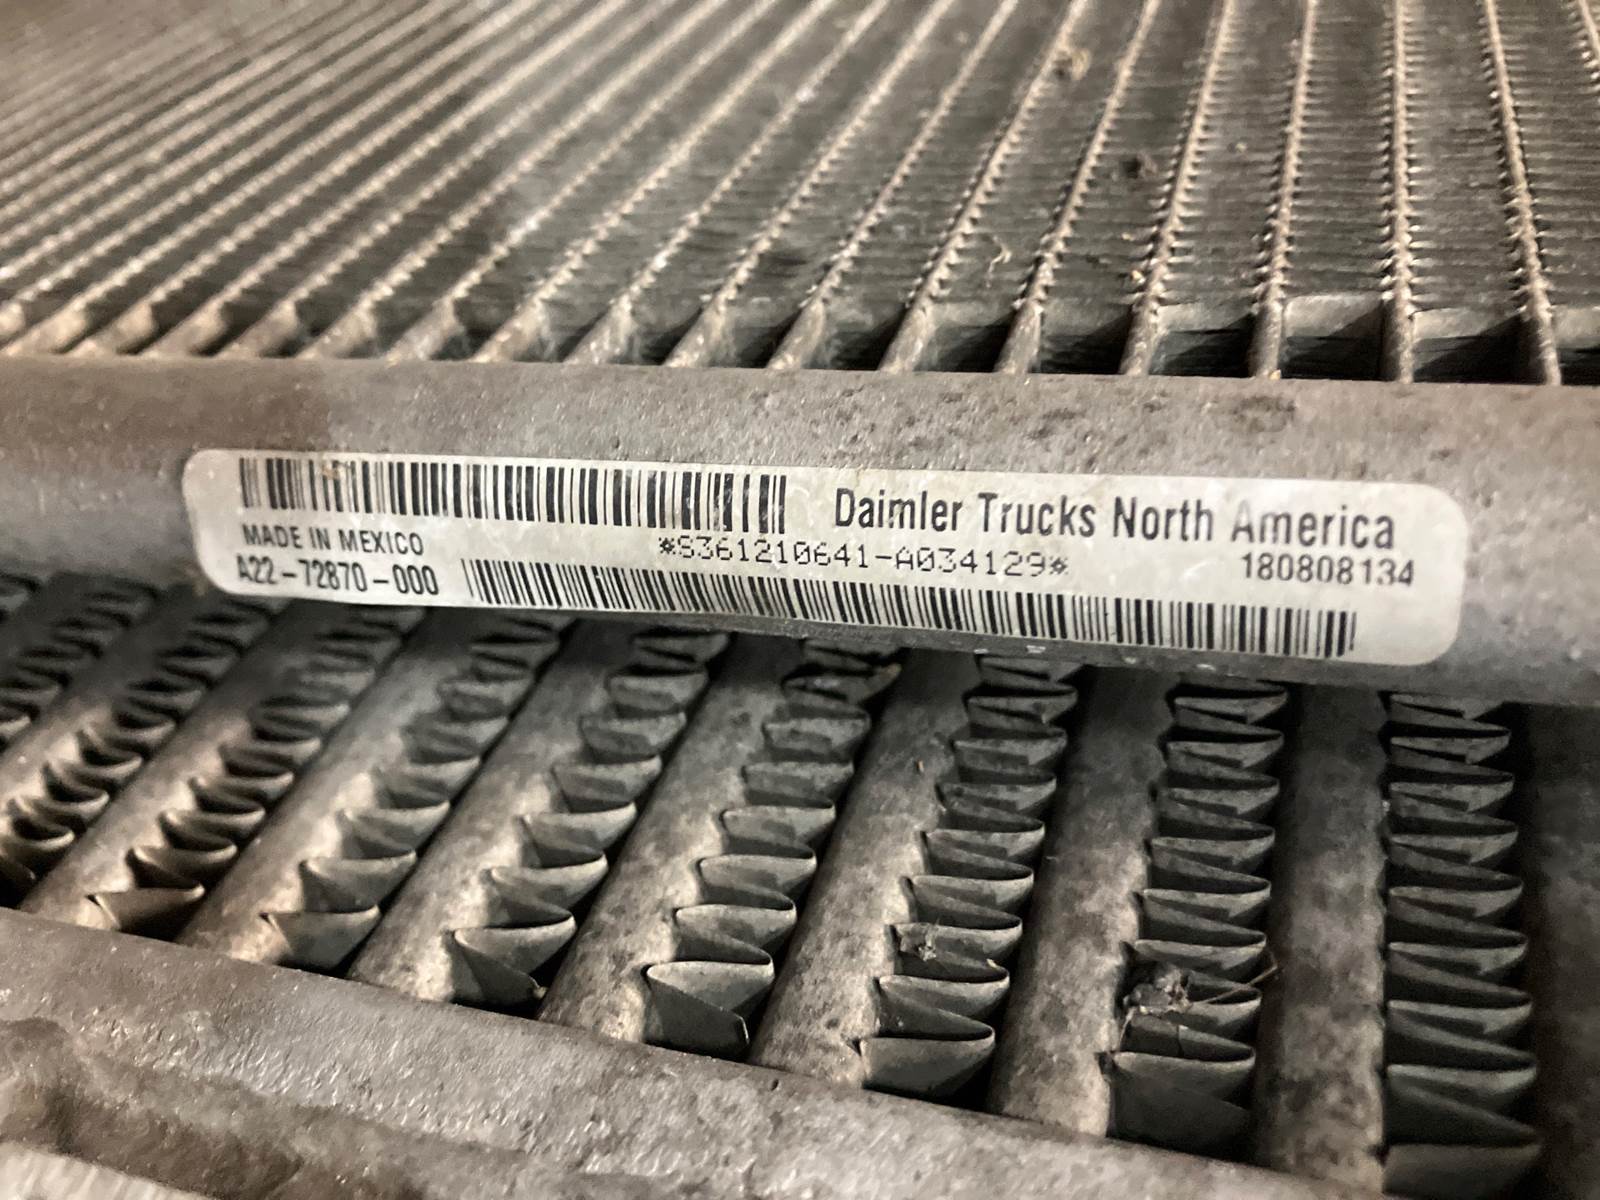 Daimler Trucks North America
MADE IN MEXICO
*S361210641-A034129*
180808134
A22-72870-000